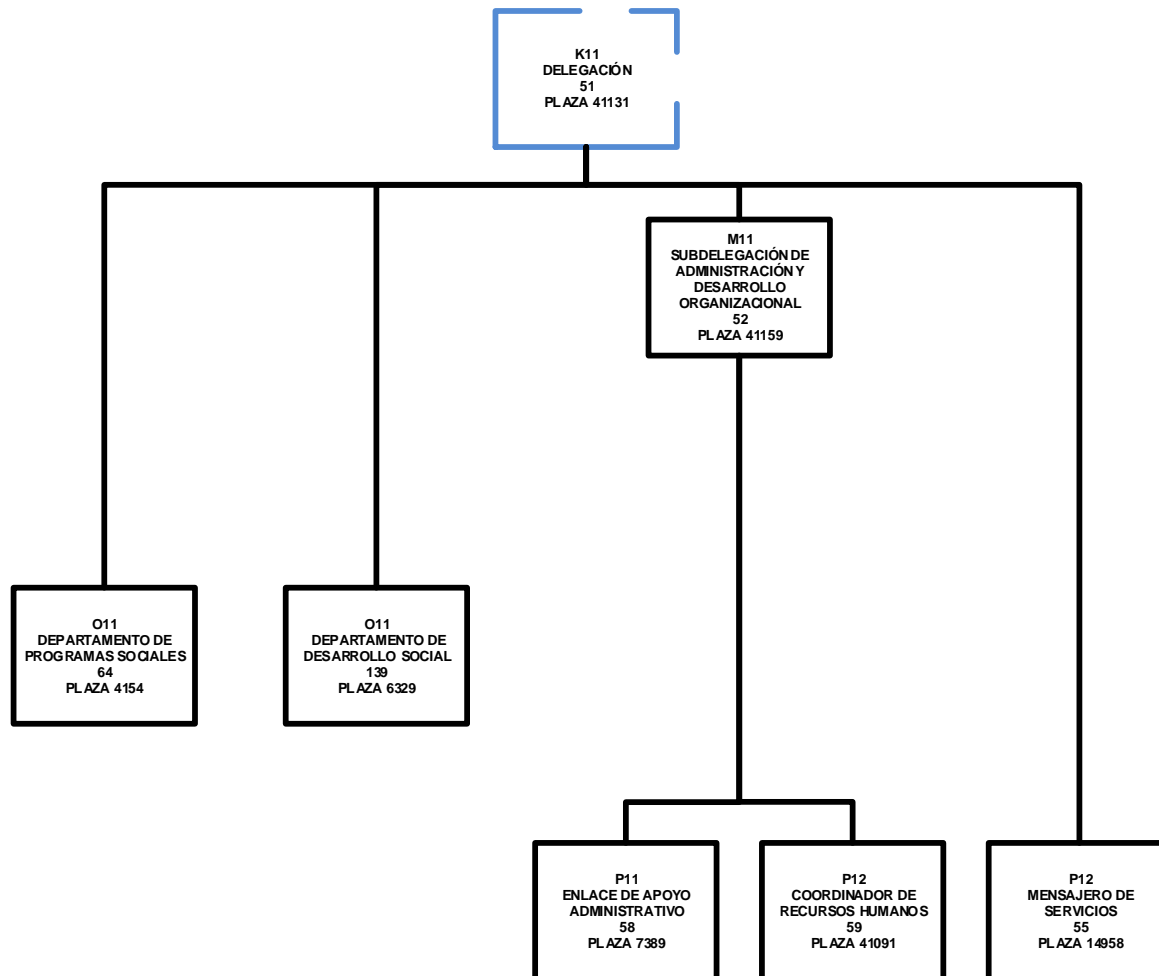 K11
DELEGACIÓN
51
PLAZA 41131
M11
SUBDELEGACIÓN DE
ADMINISTRACIÓN Y
DESARROLLO
ORGANIZACIONAL
52
PLAZA 41159
O11
DEPARTAMENTO DE
PROGRAMAS SOCIALES
64
PLAZA 4154
O11
DEPARTAMENTO DE
DESARROLLO SOCIAL
139
PLAZA 6329
P11
ENLACE DE APOYO
ADMINISTRATIVO
58
PLAZA 7389
P12
COORDINADOR DE
RECURSOS HUMANOS
59
PLAZA 41091
P12
MENSAJERO DE
SERVICIOS
55
PLAZA 14958